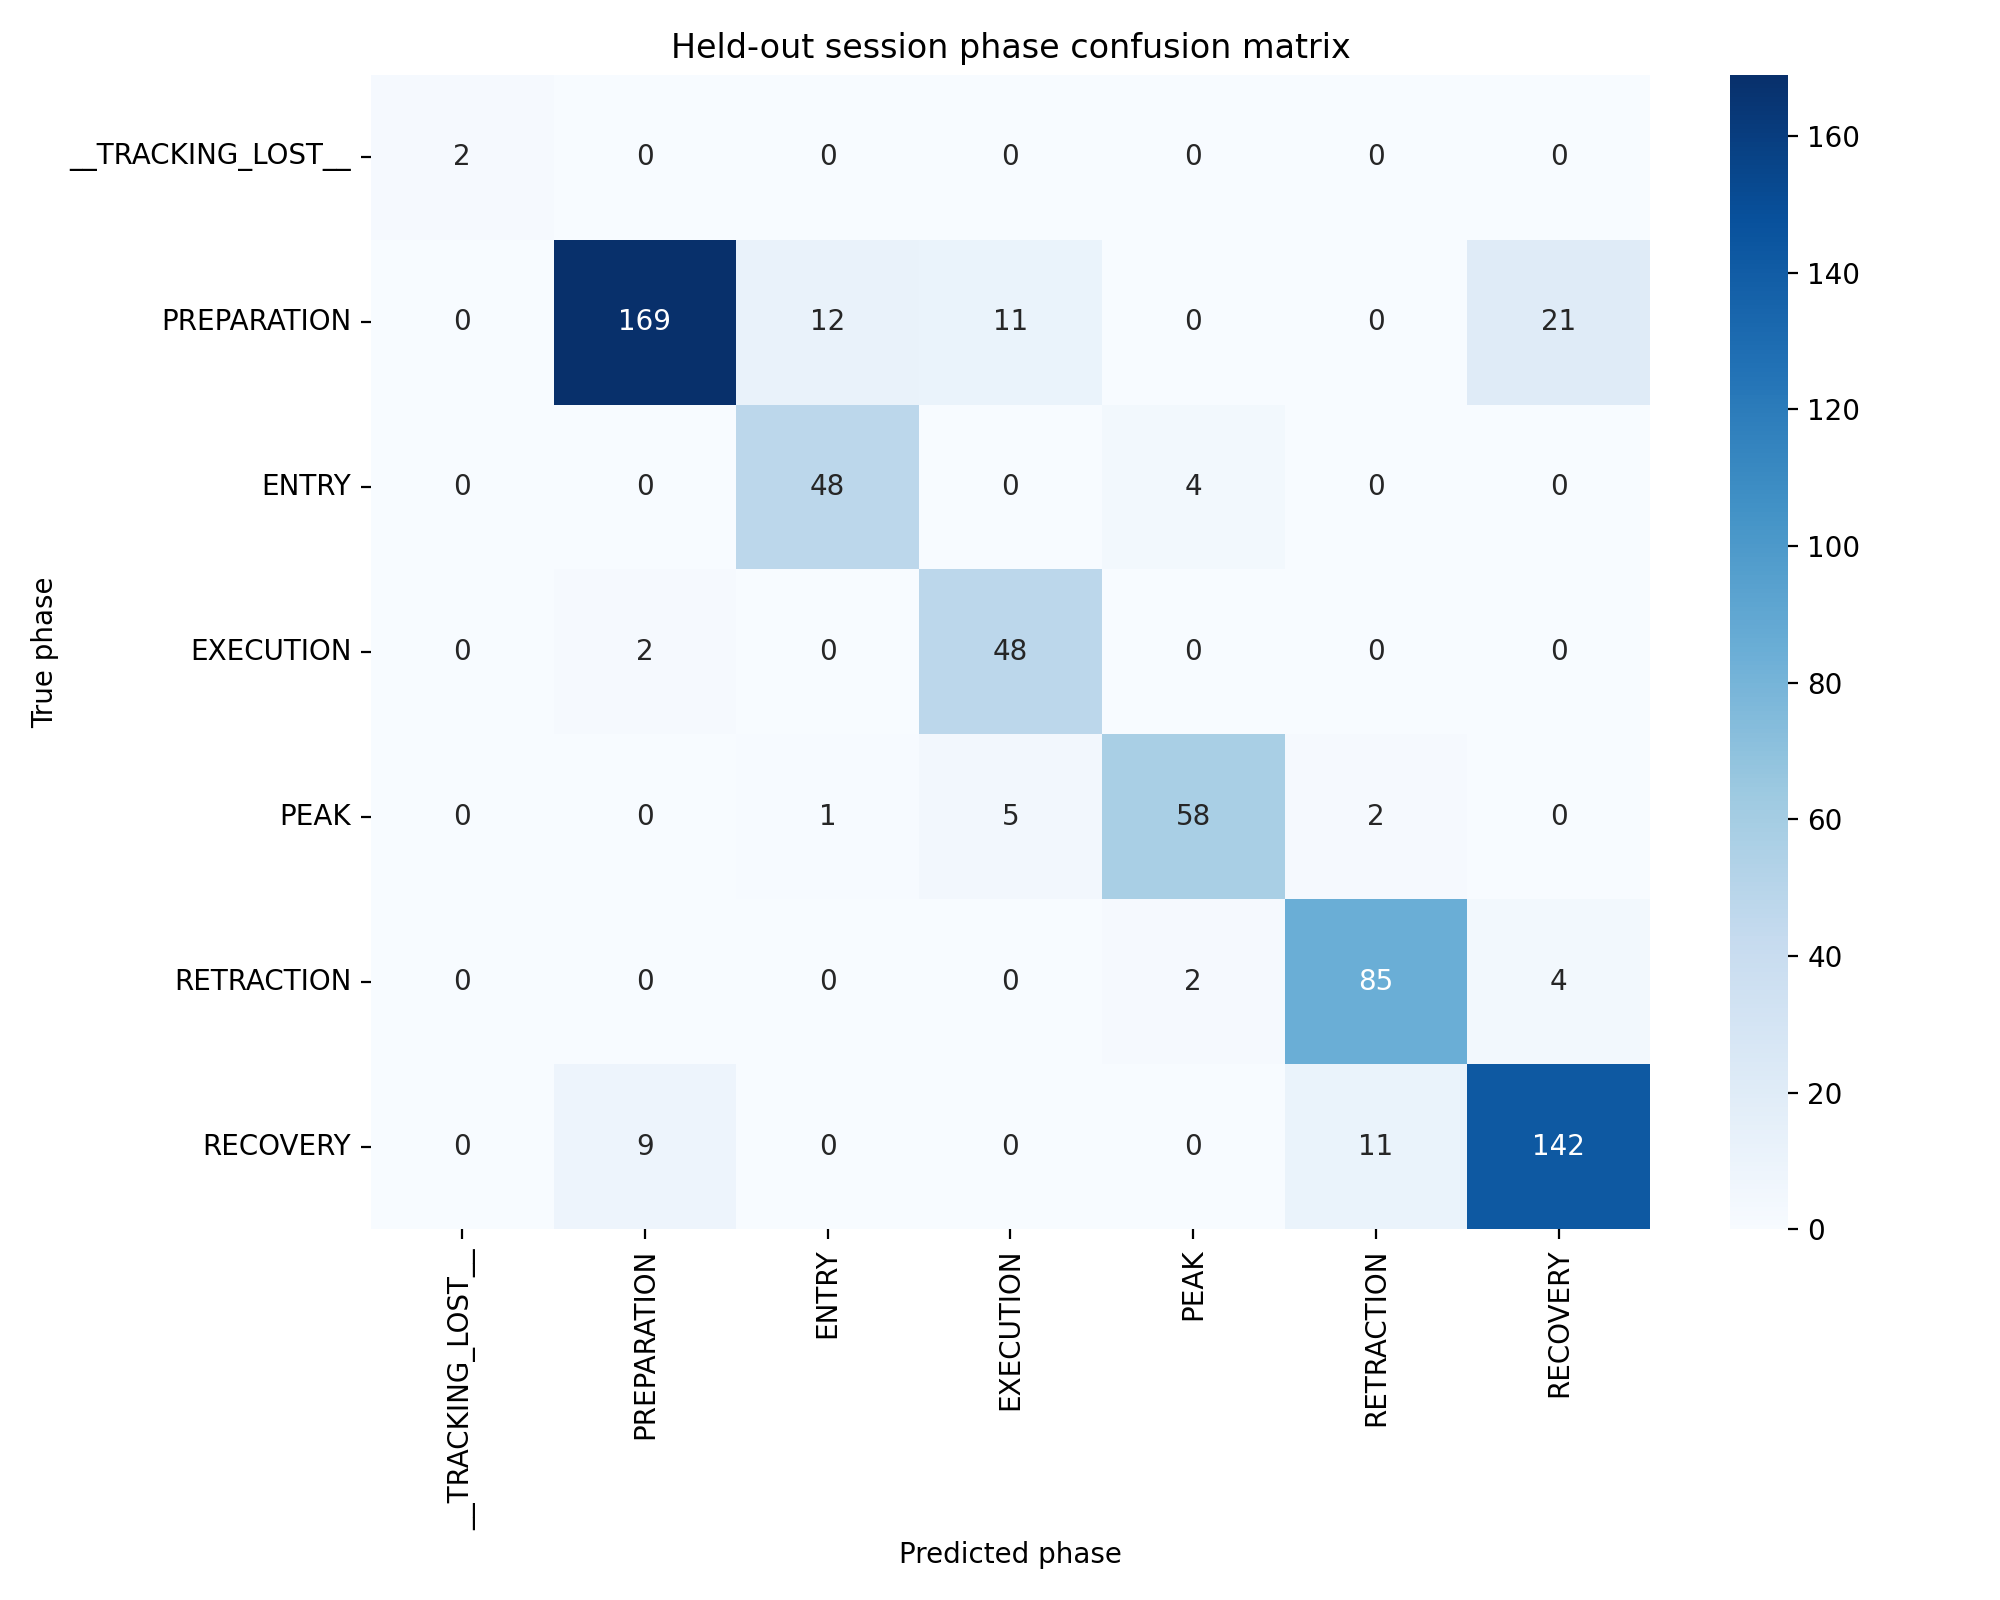 Held-out session phase confusion matrix
__TRACKING_LOST__ 2 0 0 0 0 0 0
PREPARATION 0 169 12 11 0 0 21
ENTRY 0 0 48 0 4 0 0
EXECUTION 0 2 0 48 0 0 0
PEAK 0 0 1 5 58 2 0
RETRACTION 0 0 0 0 2 85 4
RECOVERY 0 9 0 0 0 11 142
True phase
__TRACKING_LOST__
PREPARATION
ENTRY
EXECUTION
PEAK
RETRACTION
RECOVERY
Predicted phase
160
140
120
100
80
60
40
20
0